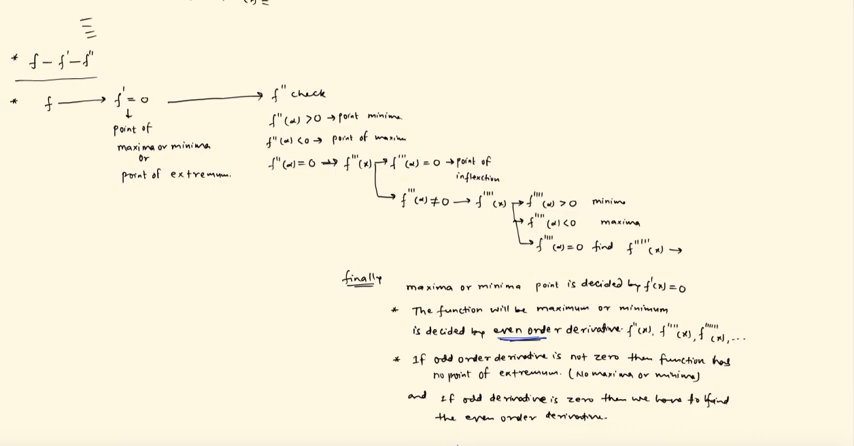 * f – f' – f''
* f → f' = 0 → f'' check
↓
point of
maxima or minima
or
point of extremum.
f''(α) > 0 → point minima
f''(α) < 0 → point of maxim
f''(α) = 0 → f'''(x) → f'''(α) = 0 → point of
inflexction
f'''(α) ≠ 0 → f''''(x) → f''''(α) > 0 minima
f''''(α) < 0 maxima
f''''(α) = 0 find f'''''(x) →
finally
maxima or minima point is decided by f'(x) = 0
* The function will be maximum or minimum
is decided by even order derivative. f''(x), f''''(x), f''''''(x), ...
* If odd order derivative is not zero then function has
no point of extremum. (No maxima or minima)
and If odd derivative is zero then we have to find
the even order derivative.